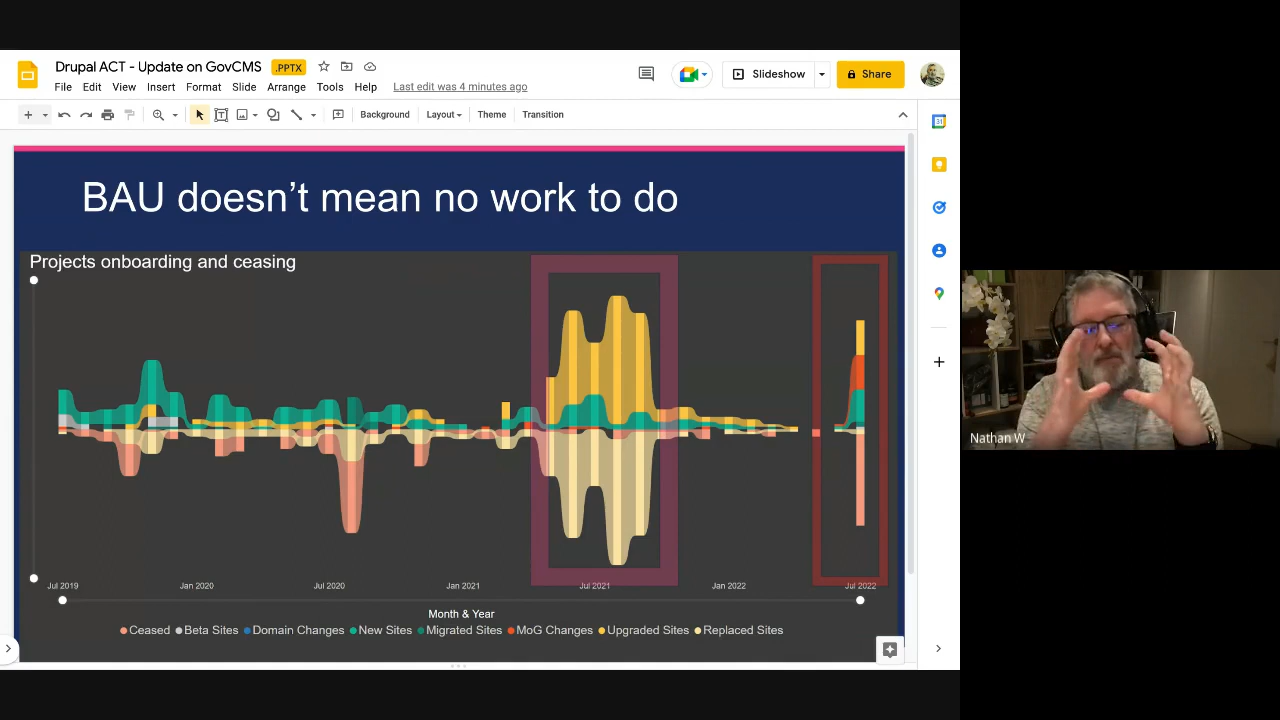 Drupal ACT - Update on GovCMS .PPTX
File Edit View Insert Format Slide Arrange Tools Help Last edit was 4 minutes ago
Slideshow
Share
Background Layout Theme Transition
31
BAU doesn’t mean no work to do
Projects onboarding and ceasing
Jul 2019 Jan 2020 Jul 2020 Jan 2021 Jul 2021 Jan 2022 Jul 2022
Month & Year
Ceased Beta Sites Domain Changes New Sites Migrated Sites MoG Changes Upgraded Sites Replaced Sites
Nathan W